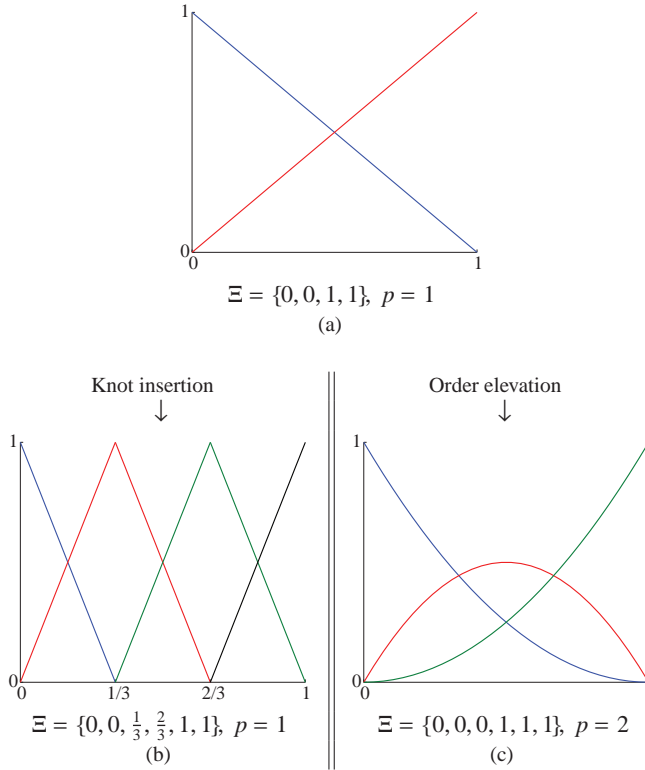 1
0
0 1
Ξ = {0, 0, 1, 1}, p = 1
(a)
Knot insertion
↓
1
0
0 1/3 2/3 1
Ξ = {0, 0, 1/3, 2/3, 1, 1}, p = 1
(b)
Order elevation
↓
1
0
0
Ξ = {0, 0, 0, 1, 1, 1}, p = 2
(c)